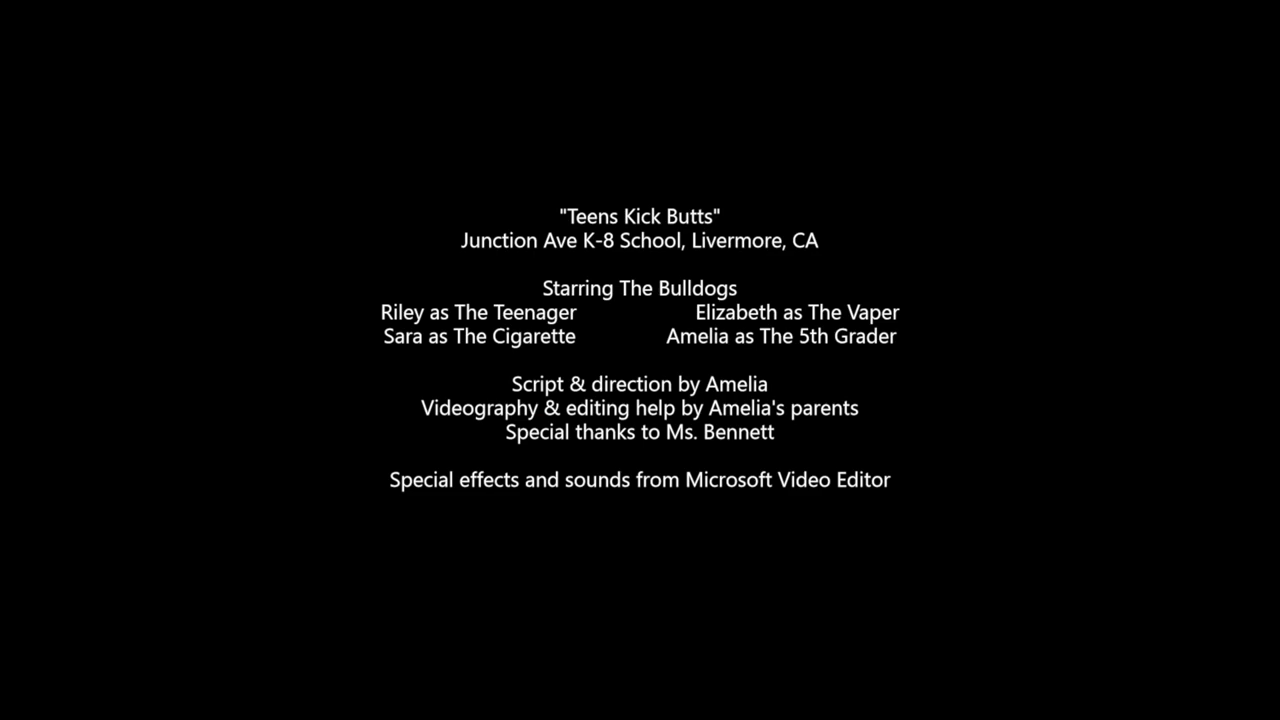 "Teens Kick Butts"
Junction Ave K-8 School, Livermore, CA
Starring The Bulldogs
Riley as The Teenager Elizabeth as The Vaper
Sara as The Cigarette Amelia as The 5th Grader
Script & direction by Amelia
Videography & editing help by Amelia's parents
Special thanks to Ms. Bennett
Special effects and sounds from Microsoft Video Editor